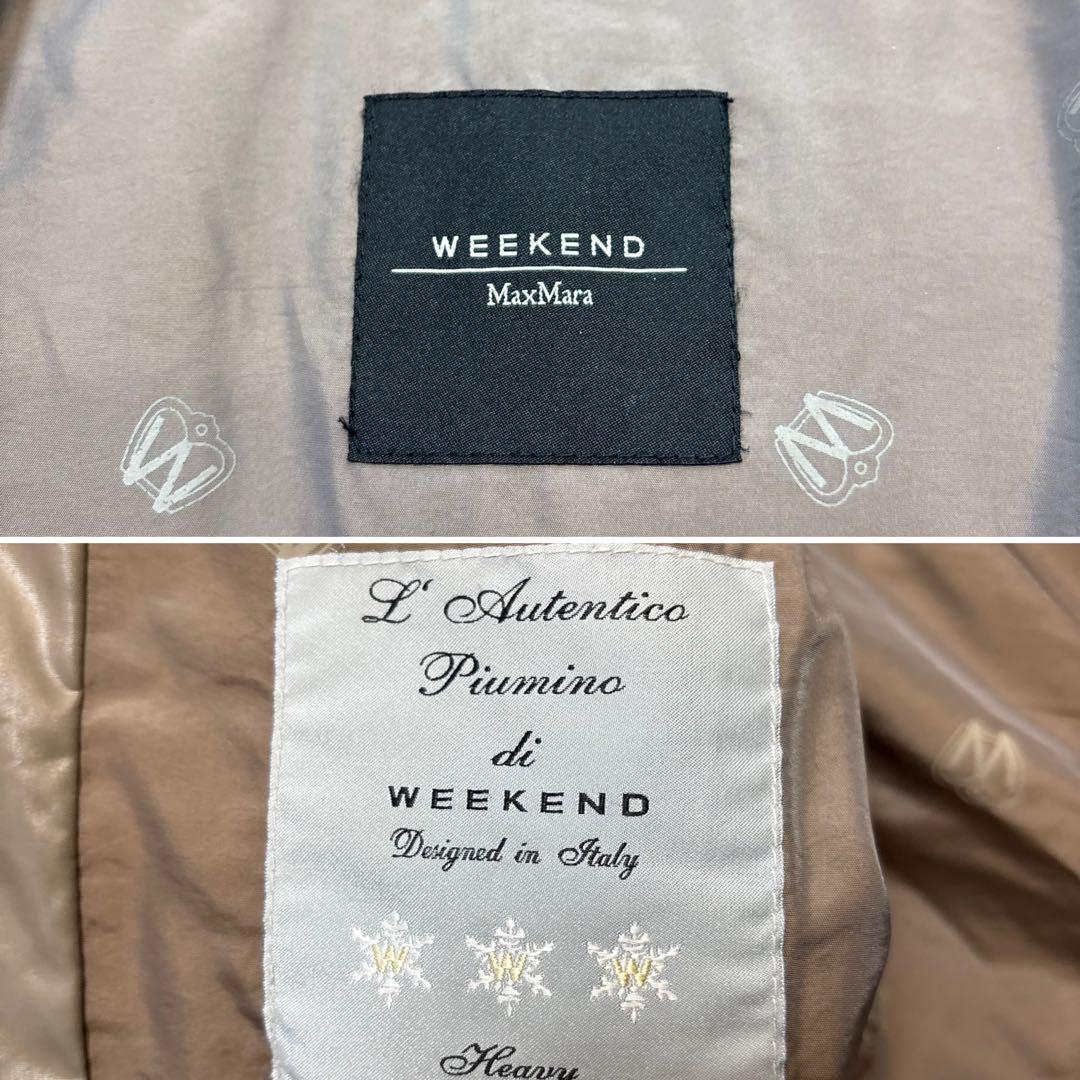 WEEKEND
MaxMara
W
W
L' Autentico
Piumino
di
WEEKEND
Designed in Italy
W
W W W
Heavy